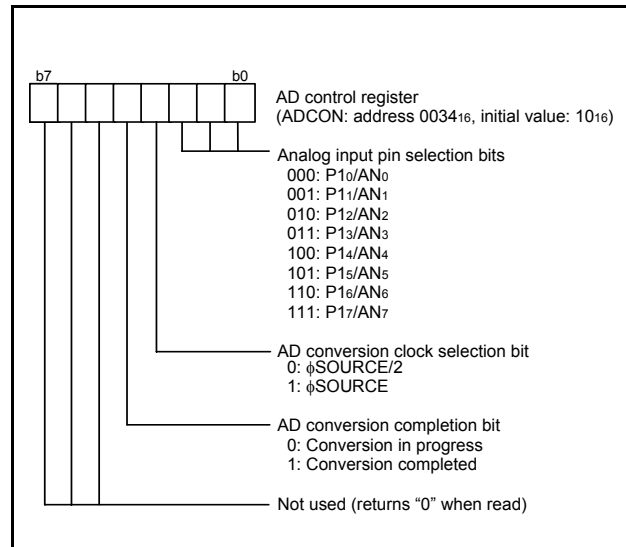 b7 b0
AD control register
(ADCON: address 0034₁₆, initial value: 10₁₆)
Analog input pin selection bits
000: P1₀/AN₀
001: P1₁/AN₁
010: P1₂/AN₂
011: P1₃/AN₃
100: P1₄/AN₄
101: P1₅/AN₅
110: P1₆/AN₆
111: P1₇/AN₇
AD conversion clock selection bit
0: ϕSOURCE/2
1: ϕSOURCE
AD conversion completion bit
0: Conversion in progress
1: Conversion completed
Not used (returns “0” when read)